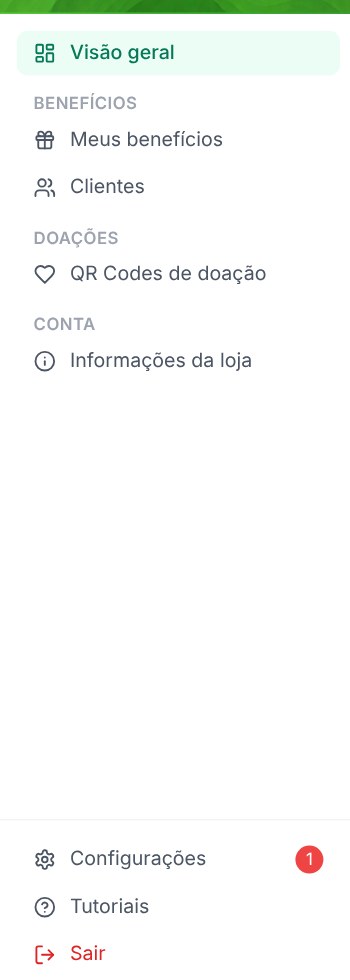 Visão geral
BENEFÍCIOS
Meus benefícios
Clientes
DOAÇÕES
QR Codes de doação
CONTA
Informações da loja
Configurações 1
Tutoriais
Sair